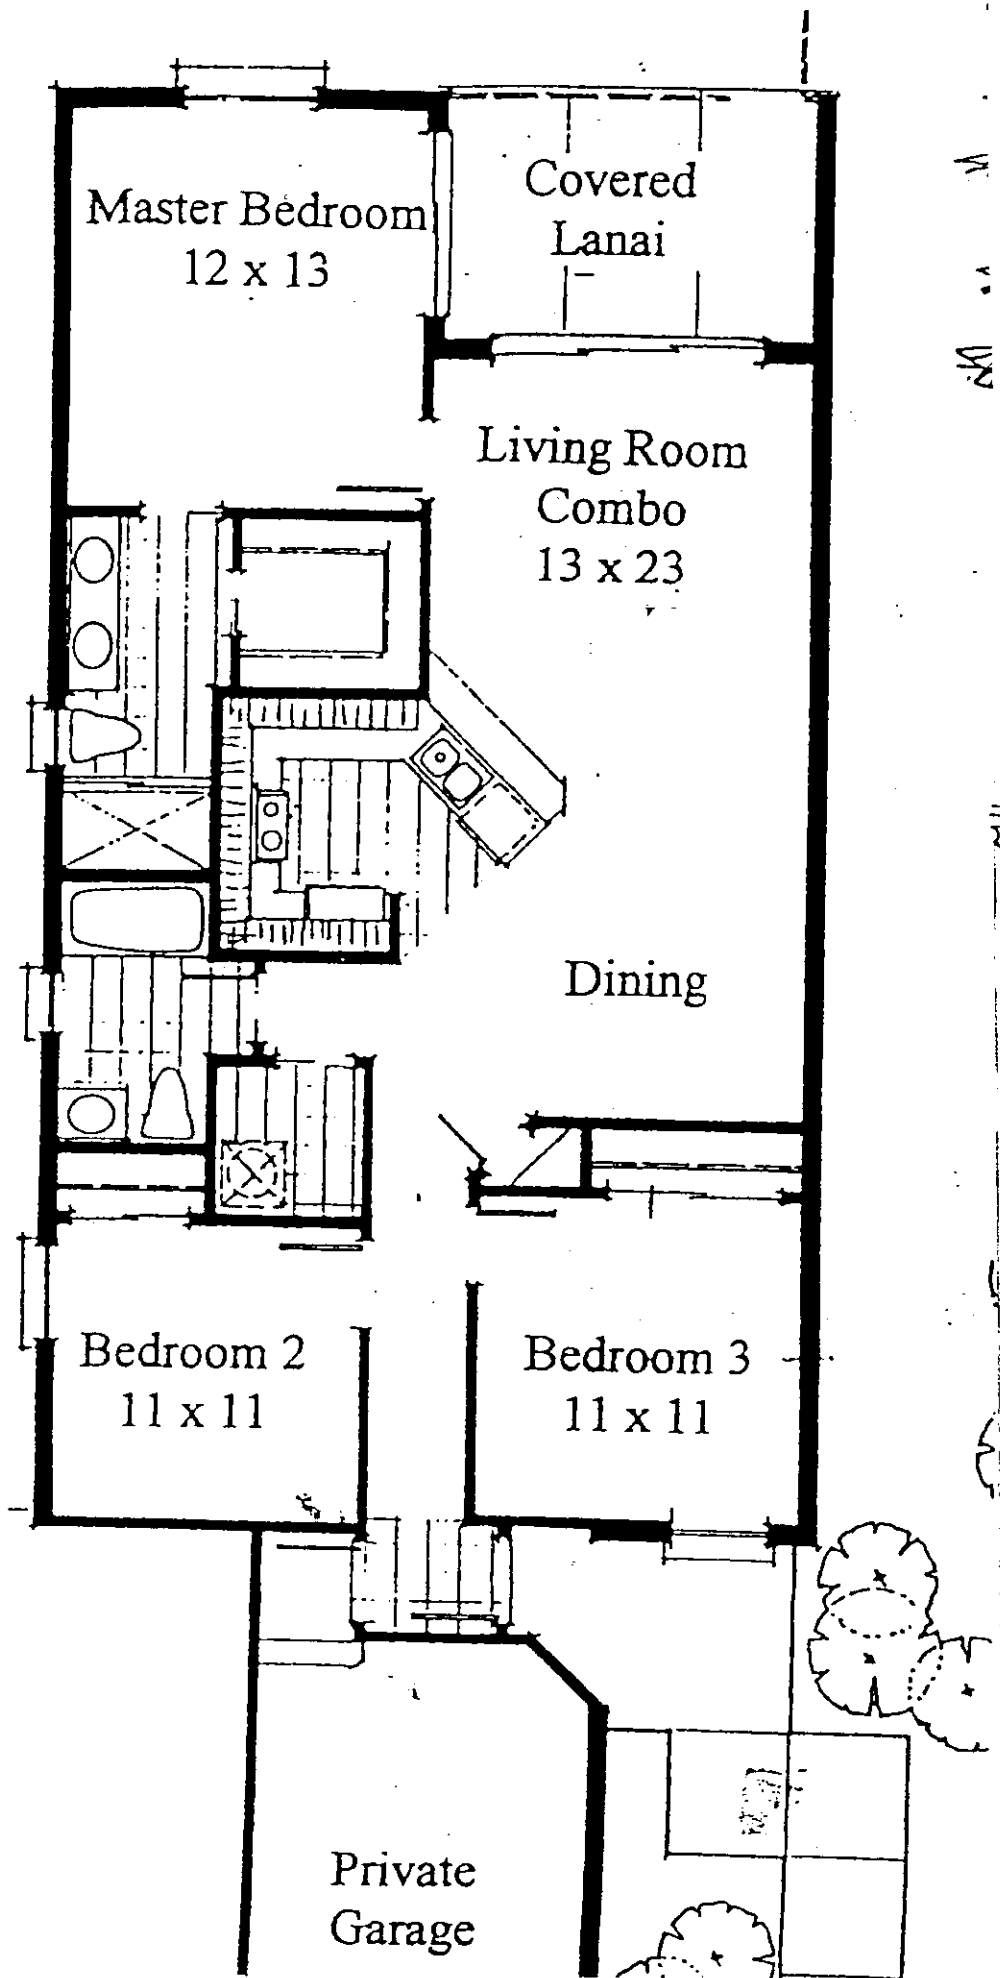 Covered
Lanai
Master Bedroom
12 x 13
Living Room
Combo
13 x 23
Dining
Bedroom 2
11 x 11
Bedroom 3
11 x 11
Private
Garage